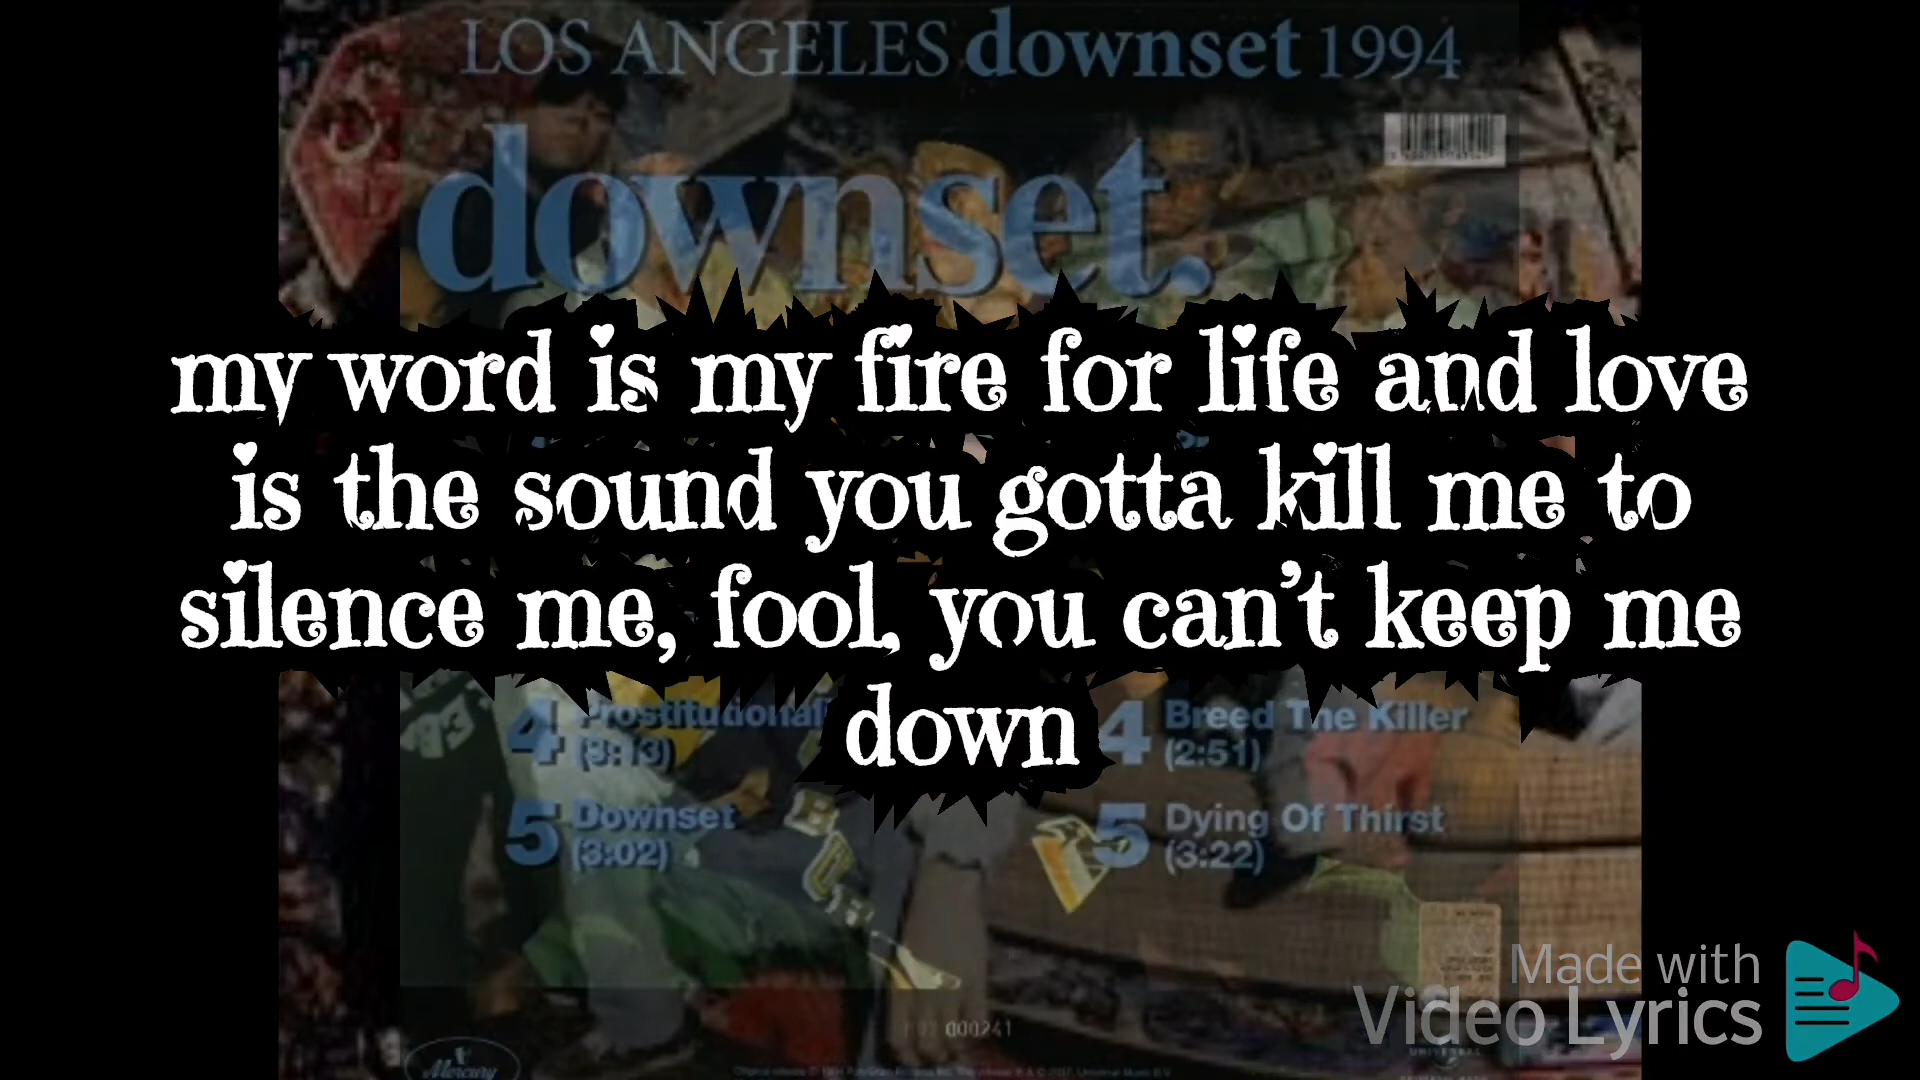 LOS ANGELES downset 1994
downset.
my word is my fire for life and love
is the sound you gotta kill me to
silence me, fool, you can't keep me
down
4 Prostitutional
(3:13)
4 Breed The Killer
(2:51)
5 Downset
(3:02)
5 Dying Of Thirst
(3:22)
000241
Mercury
Made with
Video Lyrics